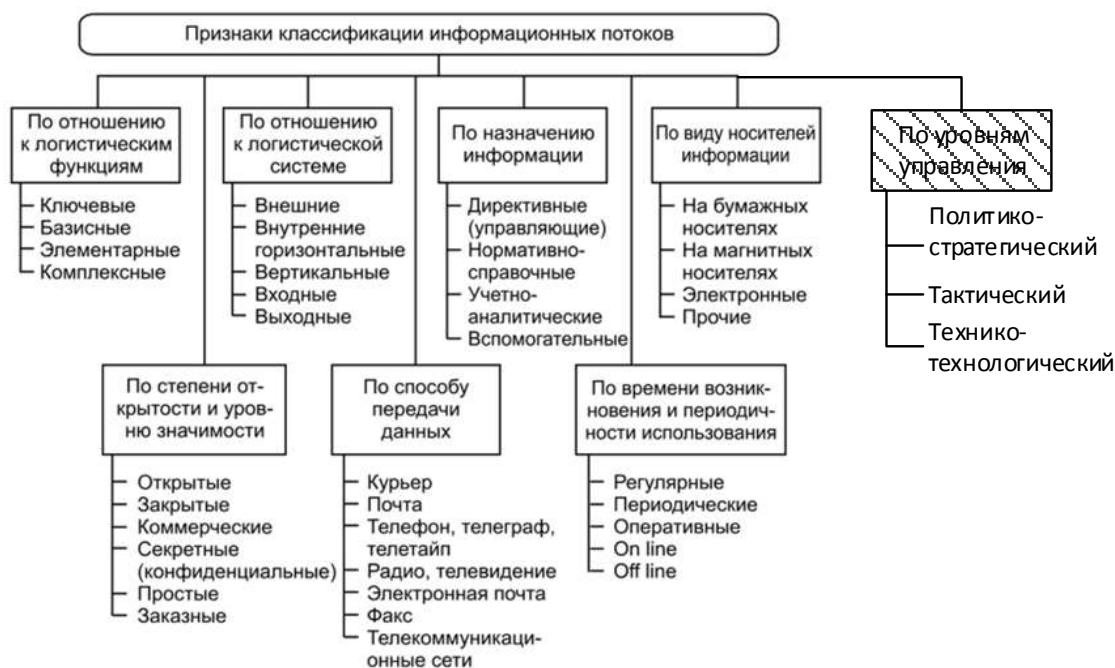 Признаки классификации информационных потоков
По отношению
к логистическим
функциям
Ключевые
Базисные
Элементарные
Комплексные
По отношению
к логистической
системе
Внешние
Внутренние
горизонтальные
Вертикальные
Входные
Выходные
По назначению
информации
Директивные
(управляющие)
Нормативно-
справочные
Учетно-
аналитические
Вспомогательные
По виду носителей
информации
На бумажных
носителях
На магнитных
носителях
Электронные
Прочие
По уровням
управления
Политико-
стратегический
Тактический
Технико-
технологический
По степени от-
крытости и уров-
ню значимости
Открытые
Закрытые
Коммерческие
Секретные
(конфиденциальные)
Простые
Заказные
По способу
передачи
данных
Курьер
Почта
Телефон, телеграф,
телетайп
Радио, телевидение
Электронная почта
Факс
Телекоммуникаци-
онные сети
По времени возник-
новения и периодич-
ности использования
Регулярные
Периодические
Оперативные
On line
Off line